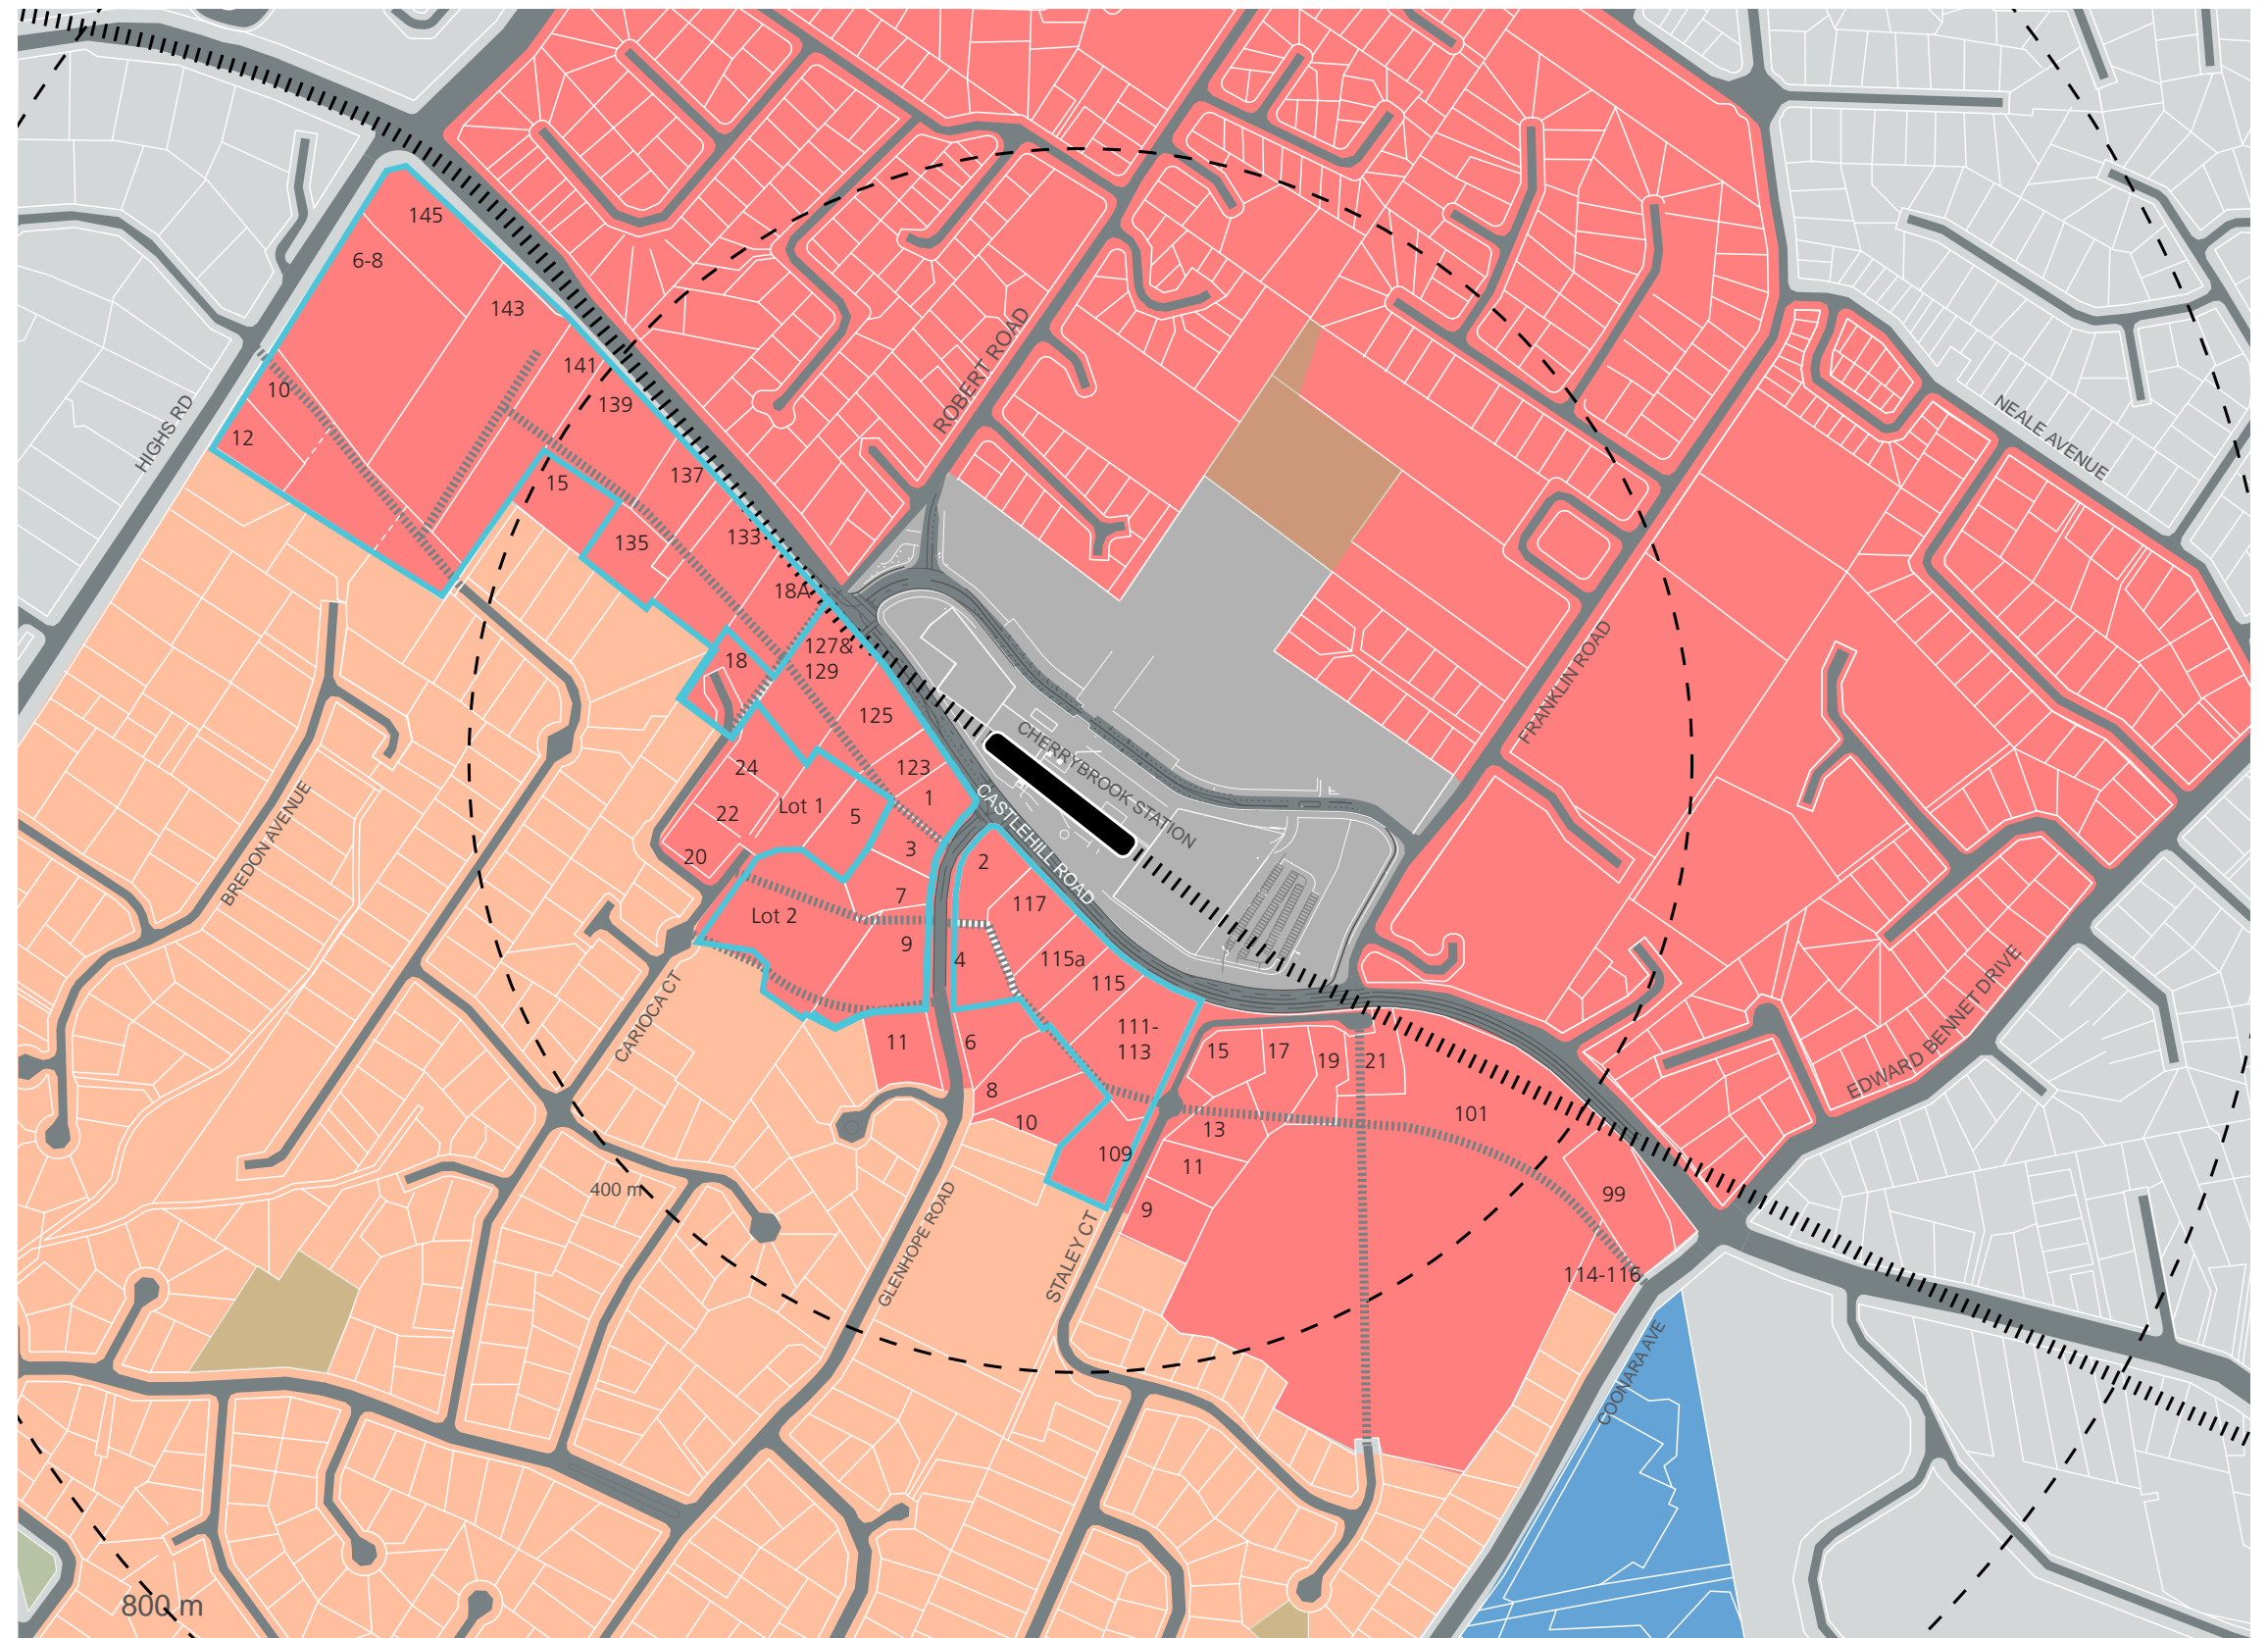 145
6-8
143
141
10
139
12
HIGHS RD
ROBERT ROAD
NEALE AVENUE
137
15
133
135
18A
127&
129
18
125
FRANKLIN ROAD
CHERRYBROOK STATION
123
24
1
Lot 1
22
5
CASTLEHILL ROAD
3
20
2
BREDON AVENUE
7
117
Lot 2
9
4
115a
115
CARIOCA CT
EDWARD BENNET DRIVE
111-
113
11
6
15
17
19
21
8
10
101
13
109
11
400 m
99
9
GLENHOPE ROAD
STALEY CT
114-116
COONARA AVE
800 m